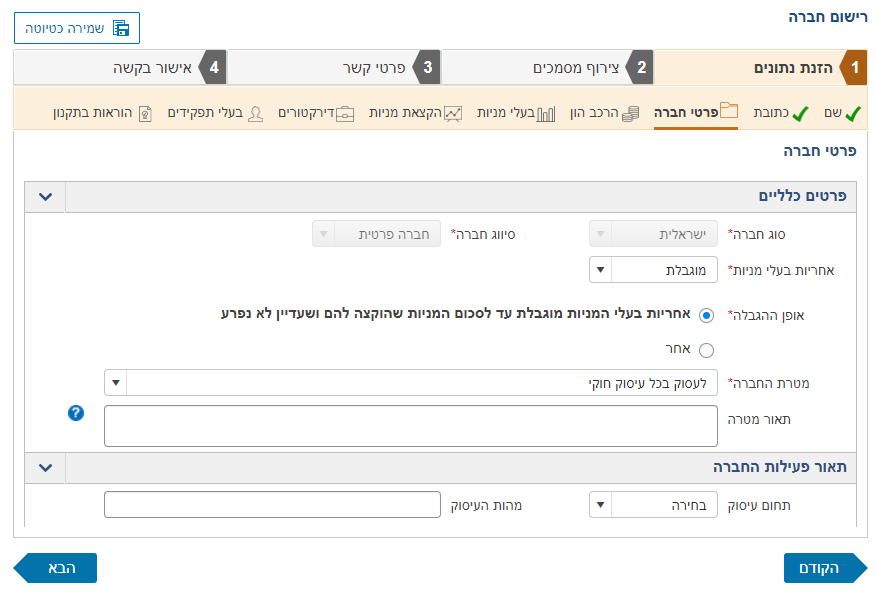 רישום חברה
שמירה כטיוטה
1 הזנת נתונים 2 צירוף מסמכים 3 פרטי קשר 4 אישור בקשה
שם כתובת פרטי חברה הרכב הון בעלי מניות הקצאת מניות דירקטורים בעלי תפקידים הוראות בתקנון
פרטי חברה
פרטים כלליים
סוג חברה* ישראלית סיווג חברה* חברה פרטית
אחריות בעלי מניות* מוגבלת
אופן ההגבלה* אחריות בעלי המניות מוגבלת עד לסכום המניות שהוקצה להם ושעדיין לא נפרע
אחר
מטרת החברה* לעסוק בכל עיסוק חוקי
תאור מטרה ?
תאור פעילות החברה
תחום עיסוק בחירה מהות העיסוק
הקודם הבא